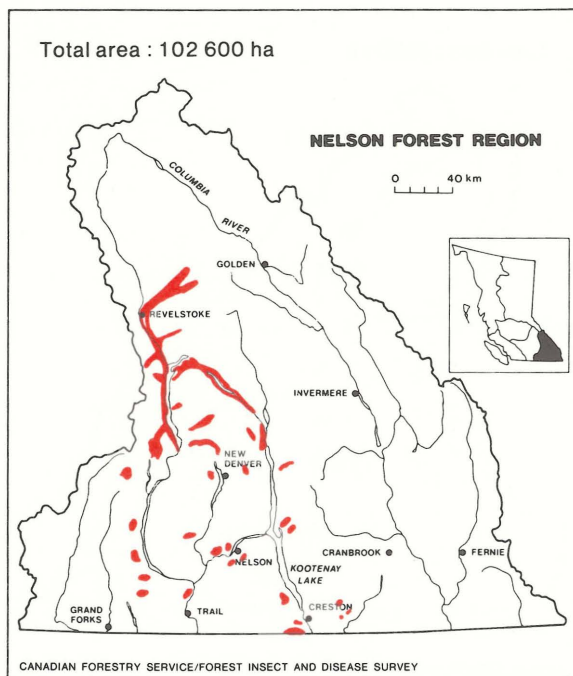 Total area : 102 600 ha
NELSON FOREST REGION
0 40 km
COLUMBIA
RIVER
GOLDEN
REVELSTOKE
INVERMERE
NEW
DENVER
NELSON
CRANBROOK
FERNIE
KOOTENAY
LAKE
GRAND
FORKS
TRAIL
CRESTON
CANADIAN FORESTRY SERVICE/FOREST INSECT AND DISEASE SURVEY